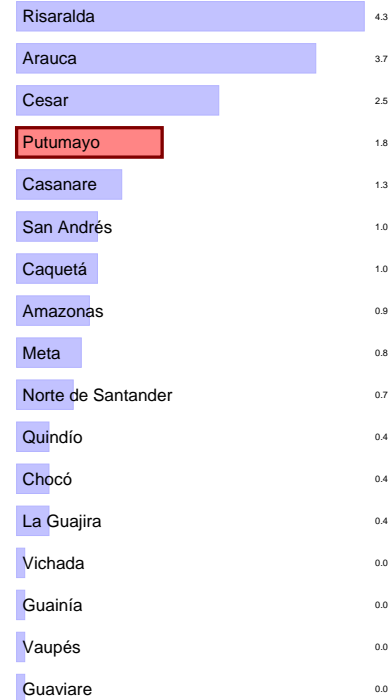 Risaralda 4.3
Arauca 3.7
Cesar 2.5
Putumayo 1.8
Casanare 1.3
San Andrés 1.0
Caquetá 1.0
Amazonas 0.9
Meta 0.8
Norte de Santander 0.7
Quindío 0.4
Chocó 0.4
La Guajira 0.4
Vichada 0.0
Guainía 0.0
Vaupés 0.0
Guaviare 0.0